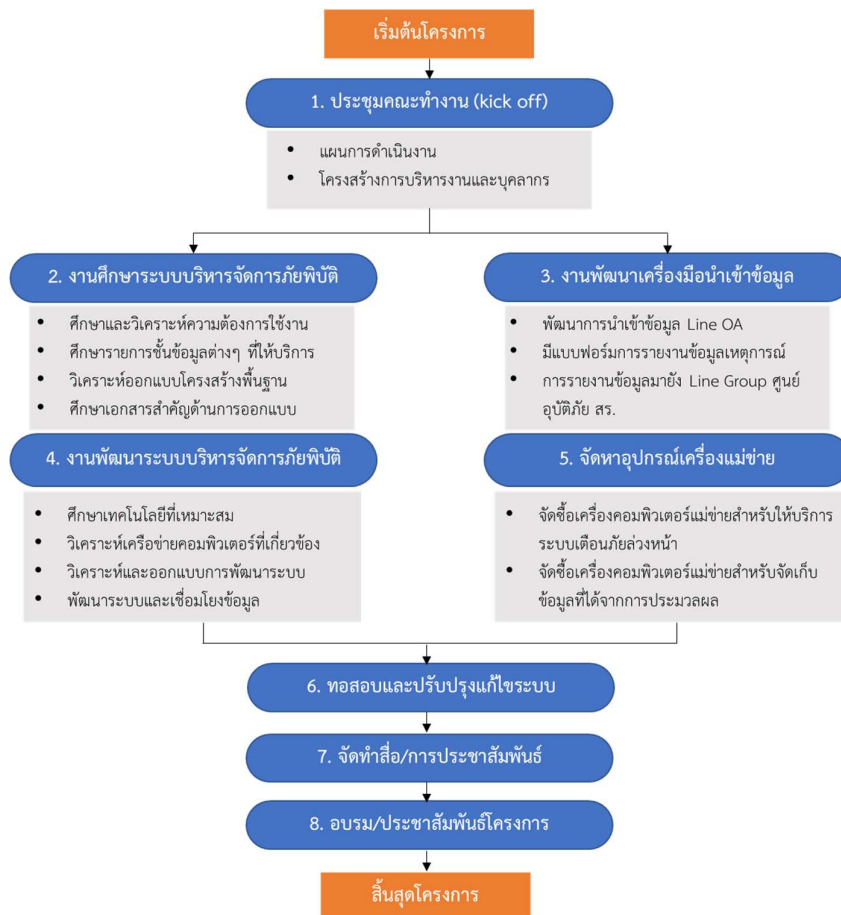 เริ่มต้นโครงการ
1. ประชุมคณะทำงาน (kick off)
• แผนการดำเนินงาน
• โครงสร้างการบริหารงานและบุคลากร
2. งานศึกษาระบบบริหารจัดการภัยพิบัติ
• ศึกษาและวิเคราะห์ความต้องการใช้งาน
• ศึกษารายการชั้นข้อมูลต่างๆ ที่ให้บริการ
• วิเคราะห์ออกแบบโครงสร้างพื้นฐาน
• ศึกษาเอกสารสำคัญด้านการออกแบบ
3. งานพัฒนาเครื่องมือนำเข้าข้อมูล
• พัฒนาการนำเข้าข้อมูล Line OA
• มีแบบฟอร์มการรายงานข้อมูลเหตุการณ์
• การรายงานข้อมูลมายัง Line Group ศูนย์
อุบัติภัย สร.
4. งานพัฒนาระบบบริหารจัดการภัยพิบัติ
• ศึกษาเทคโนโลยีที่เหมาะสม
• วิเคราะห์เครือข่ายคอมพิวเตอร์ที่เกี่ยวข้อง
• วิเคราะห์และออกแบบการพัฒนาระบบ
• พัฒนาระบบและเชื่อมโยงข้อมูล
5. จัดหาอุปกรณ์เครื่องแม่ข่าย
• จัดซื้อเครื่องคอมพิวเตอร์แม่ข่ายสำหรับให้บริการ
ระบบเตือนภัยล่วงหน้า
• จัดซื้อเครื่องคอมพิวเตอร์แม่ข่ายสำหรับจัดเก็บ
ข้อมูลที่ได้จากการประมวลผล
6. ทอสอบและปรับปรุงแก้ไขระบบ
7. จัดทำสื่อ/การประชาสัมพันธ์
8. อบรม/ประชาสัมพันธ์โครงการ
สิ้นสุดโครงการ